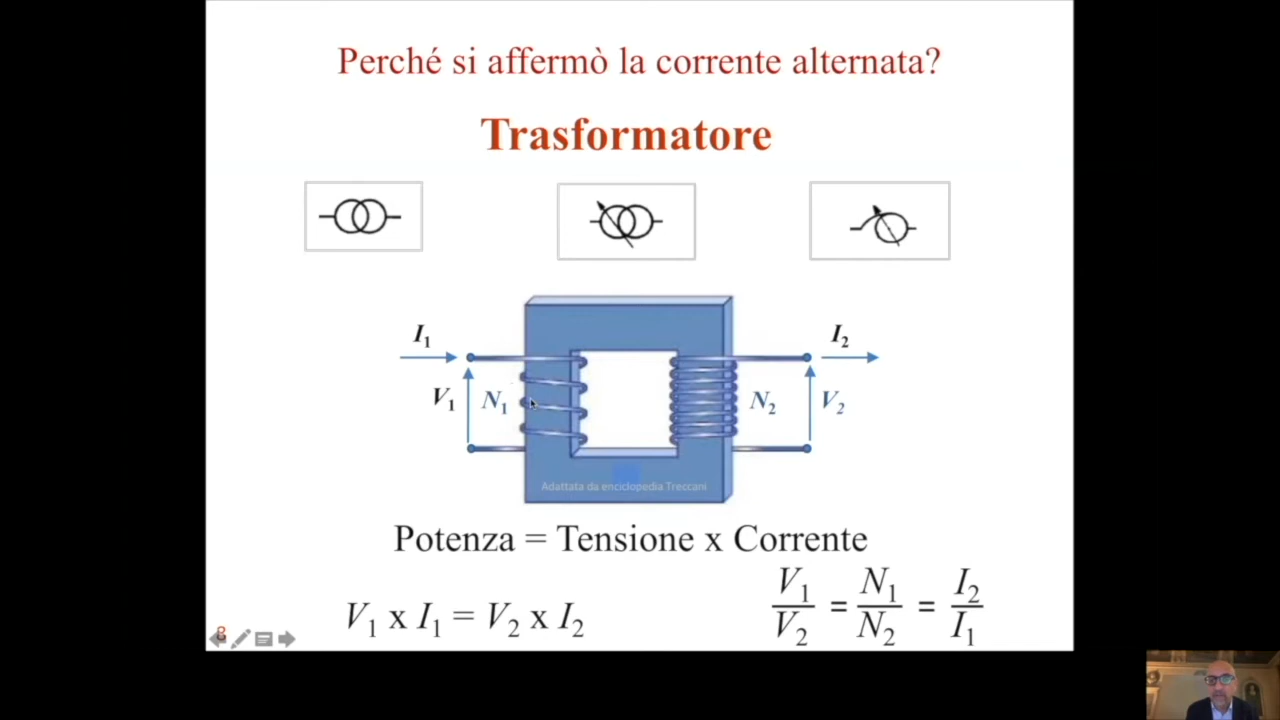 Perché si affermò la corrente alternata?
Trasformatore
I₁
I₂
V₁
N₁
N₂
V₂
Adattata da enciclopedia Treccani
Potenza = Tensione x Corrente
V₁ x I₁ = V₂ x I₂
V₁/V₂ = N₁/N₂ = I₂/I₁